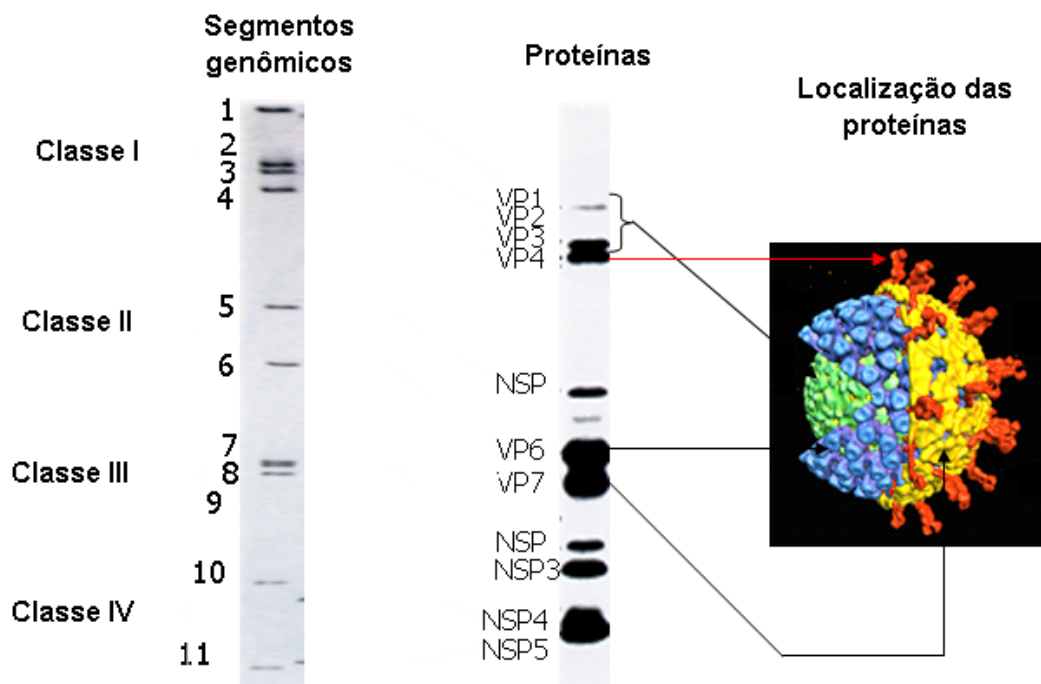 Segmentos
genômicos
Proteínas
Localização das
proteínas
Classe I
1
2
3
4
Classe II
5
6
Classe III
7
8
9
Classe IV
10
11
VP1
VP2
VP3
VP4
NSP
VP6
VP7
NSP
NSP3
NSP4
NSP5